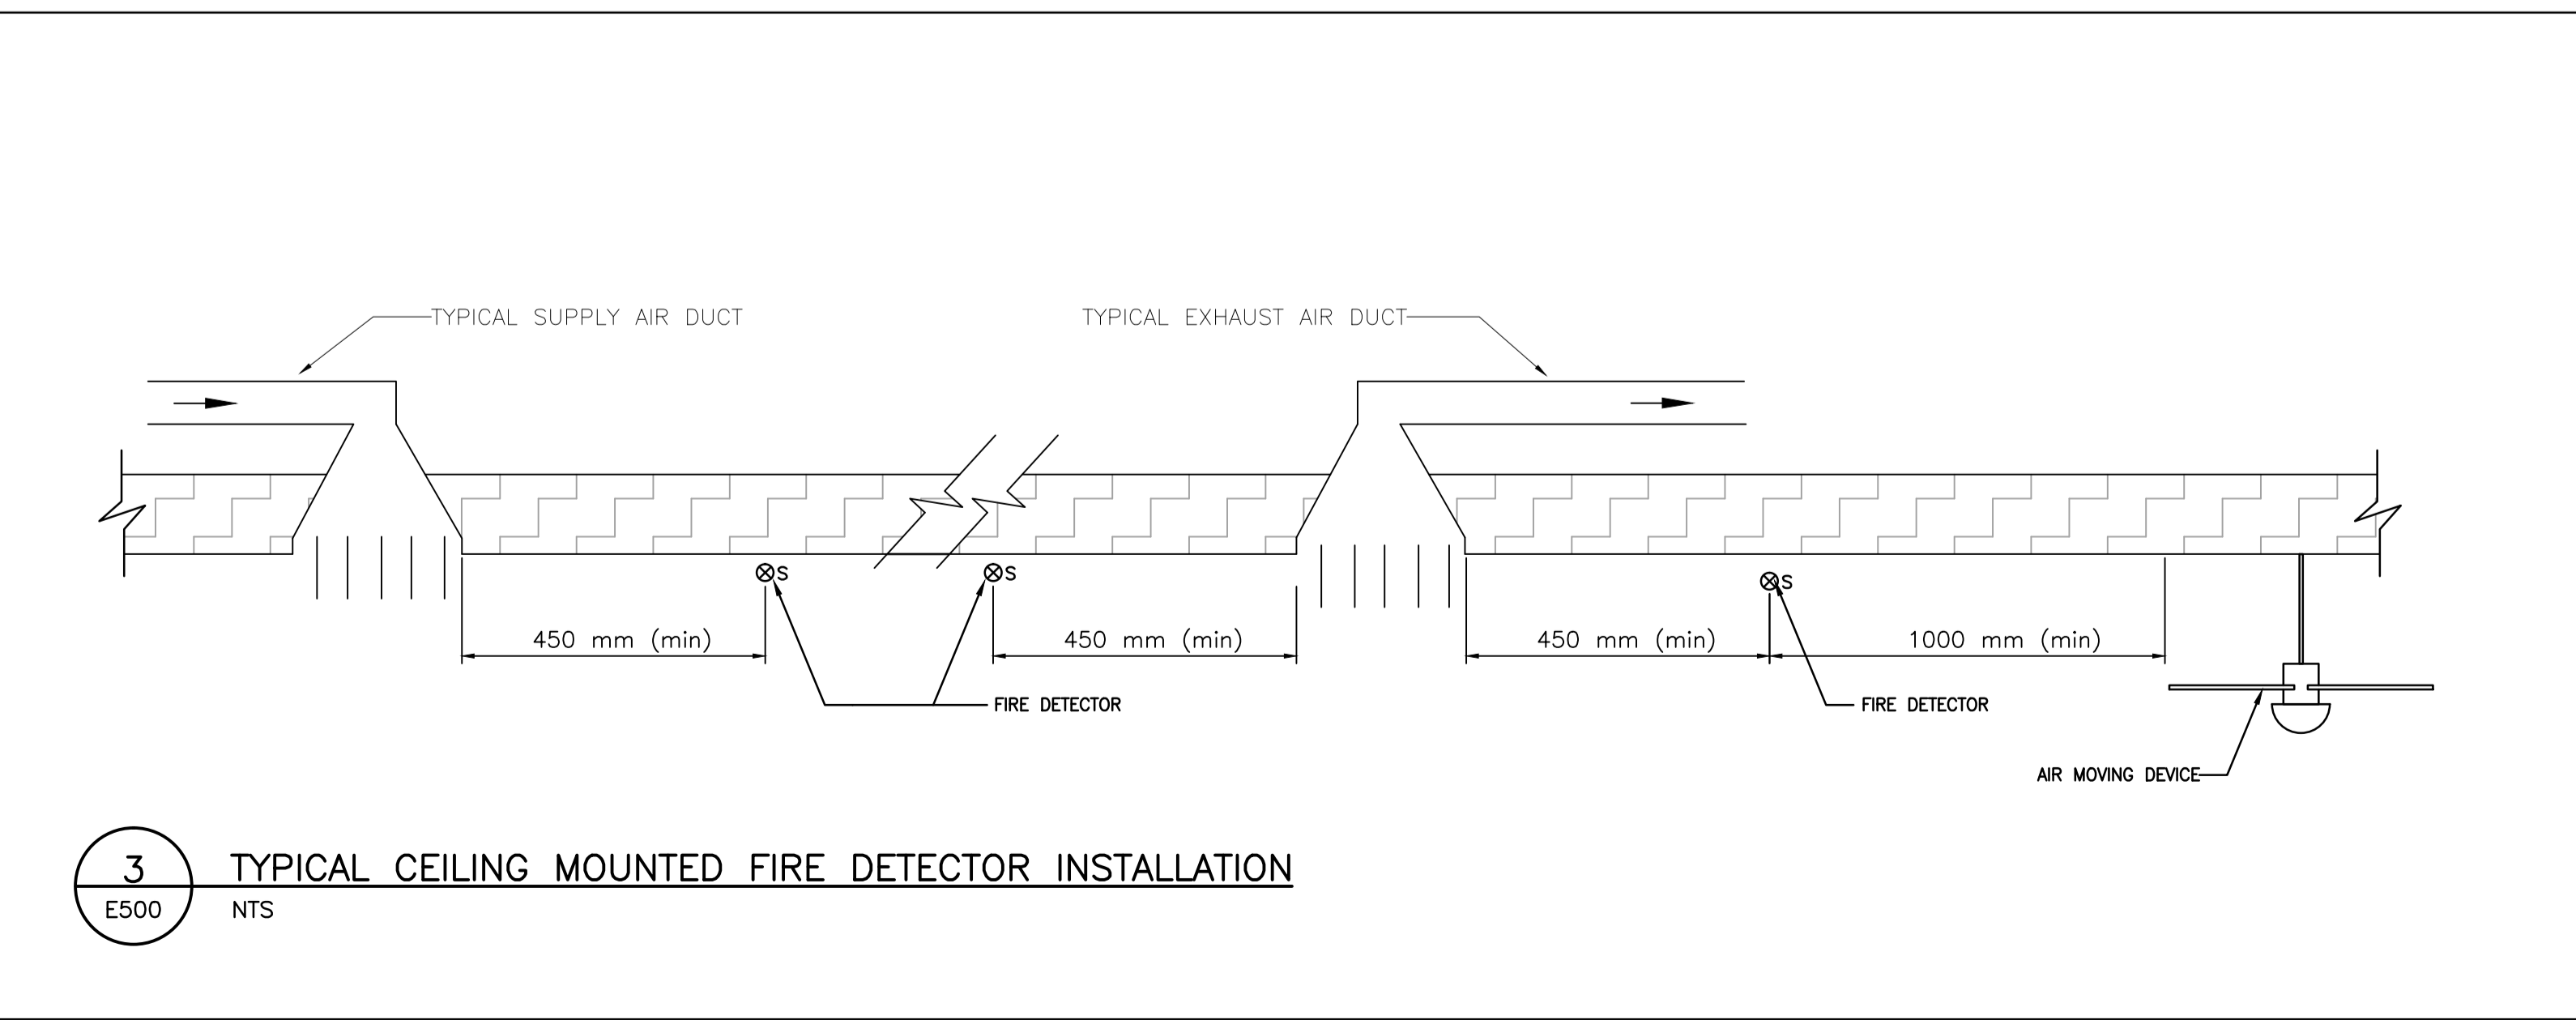 TYPICAL SUPPLY AIR DUCT
TYPICAL EXHAUST AIR DUCT
S
S
S
450 mm (min)
450 mm (min)
450 mm (min)
1000 mm (min)
FIRE DETECTOR
FIRE DETECTOR
AIR MOVING DEVICE
3
TYPICAL CEILING MOUNTED FIRE DETECTOR INSTALLATION
E500
NTS